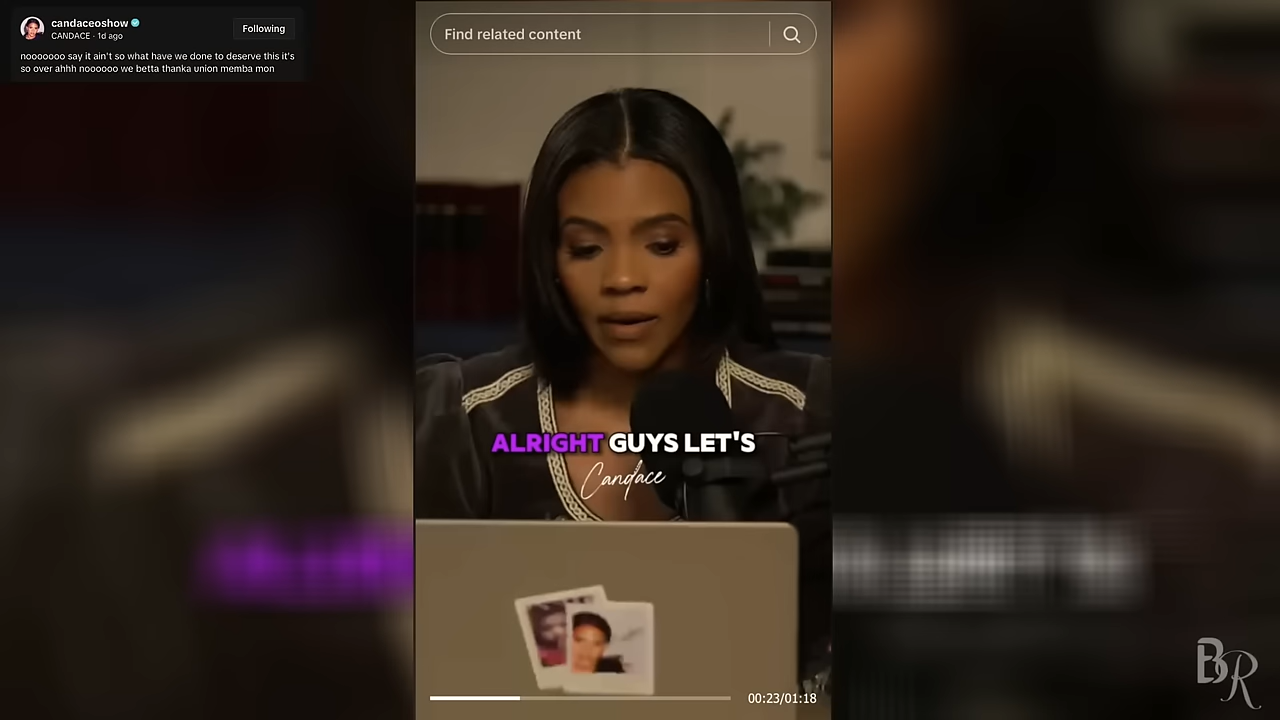 candaceoshow
CANDACE · 1d ago
Following
nooooooo say it ain't so what have we done to deserve this it's
so over ahhh noooooo we betta thanka union memba mon
Find related content
ALRIGHT GUYS LET'S
Candace
00:23/01:18
BR